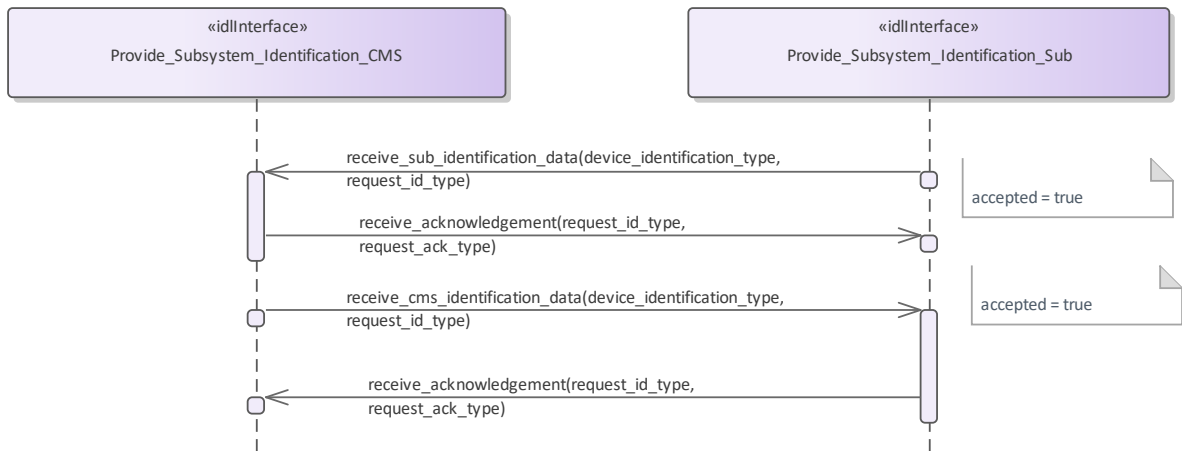 «idlInterface»
Provide_Subsystem_Identification_CMS
«idlInterface»
Provide_Subsystem_Identification_Sub
receive_sub_identification_data(device_identification_type,
request_id_type)
accepted = true
receive_acknowledgement(request_id_type,
request_ack_type)
receive_cms_identification_data(device_identification_type,
request_id_type)
accepted = true
receive_acknowledgement(request_id_type,
request_ack_type)